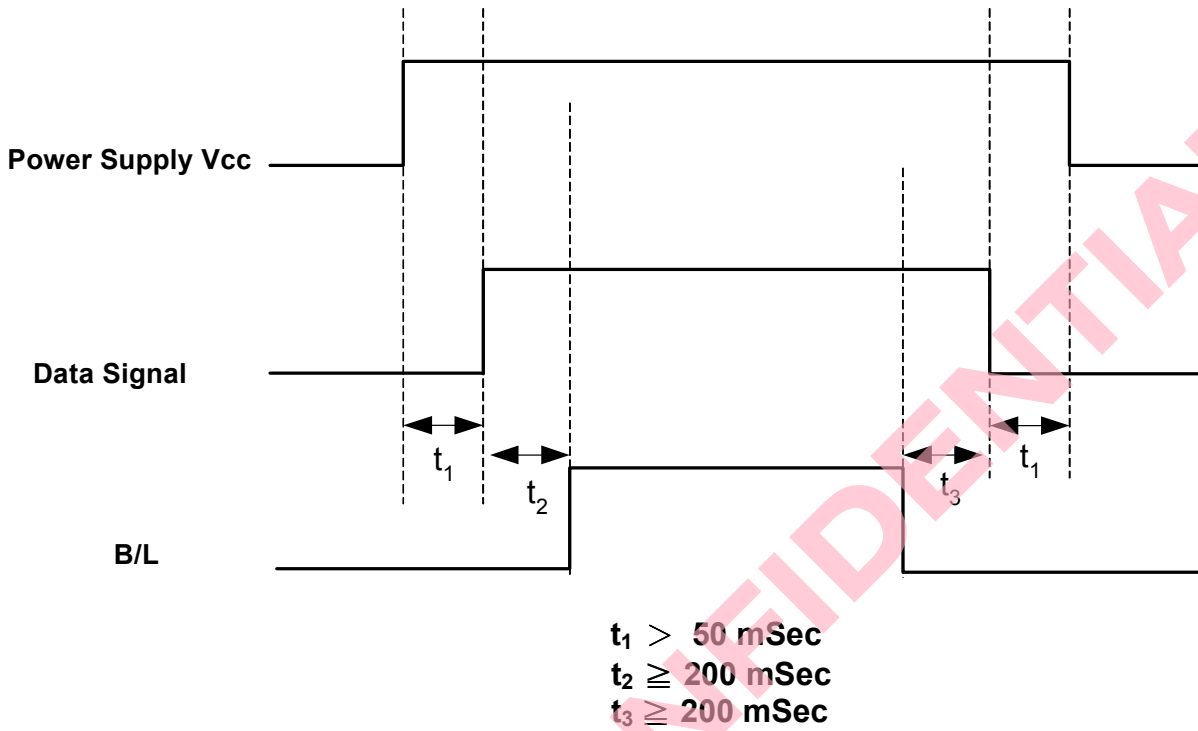 Power Supply Vcc
Data Signal
t₁
t₂
t₃
t₁
B/L
t₁ > 50 mSec
t₂ ≧ 200 mSec
t₃ ≧ 200 mSec